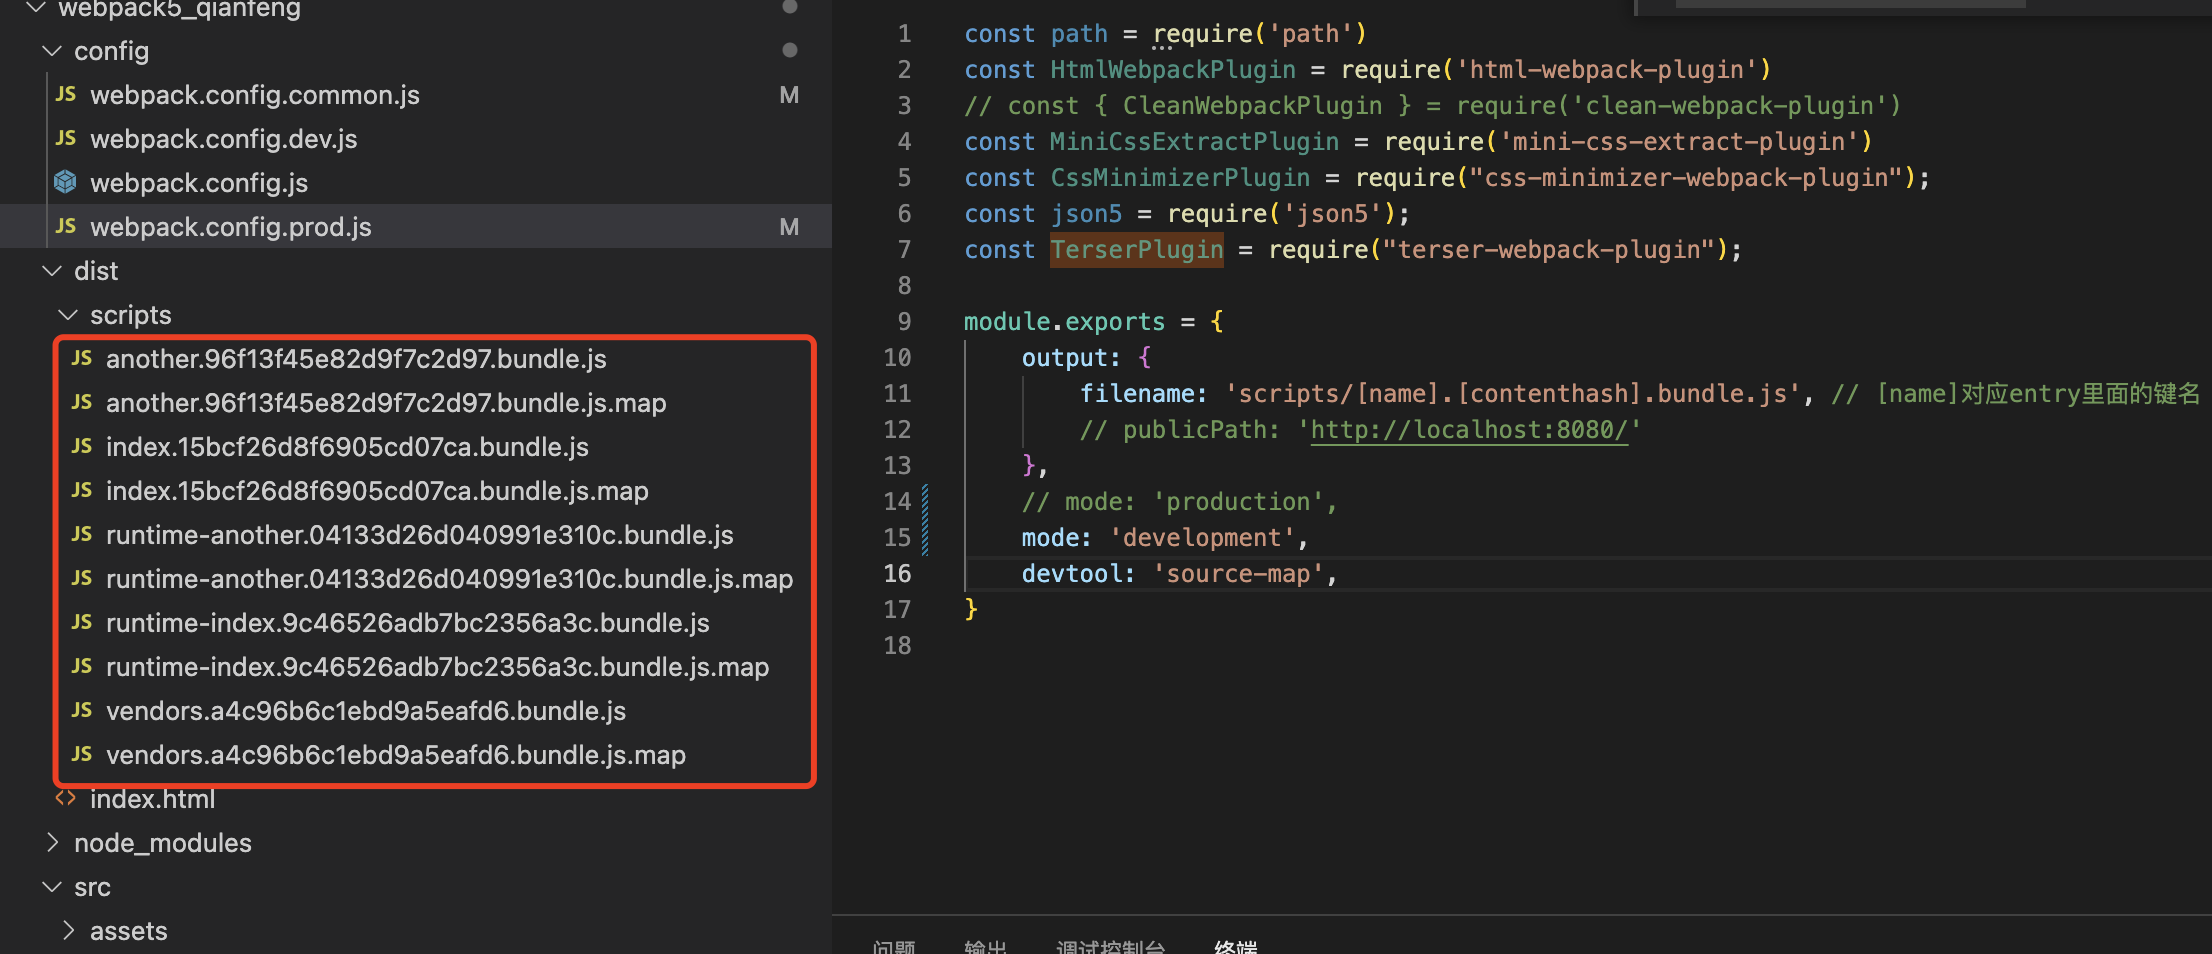 webpack5_qianfeng
config
JS webpack.config.common.js M
JS webpack.config.dev.js
webpack.config.js
JS webpack.config.prod.js M
dist
scripts
JS another.96f13f45e82d9f7c2d97.bundle.js
JS another.96f13f45e82d9f7c2d97.bundle.js.map
JS index.15bcf26d8f6905cd07ca.bundle.js
JS index.15bcf26d8f6905cd07ca.bundle.js.map
JS runtime-another.04133d26d040991e310c.bundle.js
JS runtime-another.04133d26d040991e310c.bundle.js.map
JS runtime-index.9c46526adb7bc2356a3c.bundle.js
JS runtime-index.9c46526adb7bc2356a3c.bundle.js.map
JS vendors.a4c96b6c1ebd9a5eafd6.bundle.js
JS vendors.a4c96b6c1ebd9a5eafd6.bundle.js.map
<> index.html
node_modules
src
assets
1 const path = require('path')
2 const HtmlWebpackPlugin = require('html-webpack-plugin')
3 // const { CleanWebpackPlugin } = require('clean-webpack-plugin')
4 const MiniCssExtractPlugin = require('mini-css-extract-plugin')
5 const CssMinimizerPlugin = require("css-minimizer-webpack-plugin");
6 const json5 = require('json5');
7 const TerserPlugin = require("terser-webpack-plugin");
8
9 module.exports = {
10 output: {
11 filename: 'scripts/[name].[contenthash].bundle.js', // [name]对应entry里面的键名
12 // publicPath: 'http://localhost:8080/'
13 },
14 // mode: 'production',
15 mode: 'development',
16 devtool: 'source-map',
17 }
18
问题 输出 调试控制台 终端